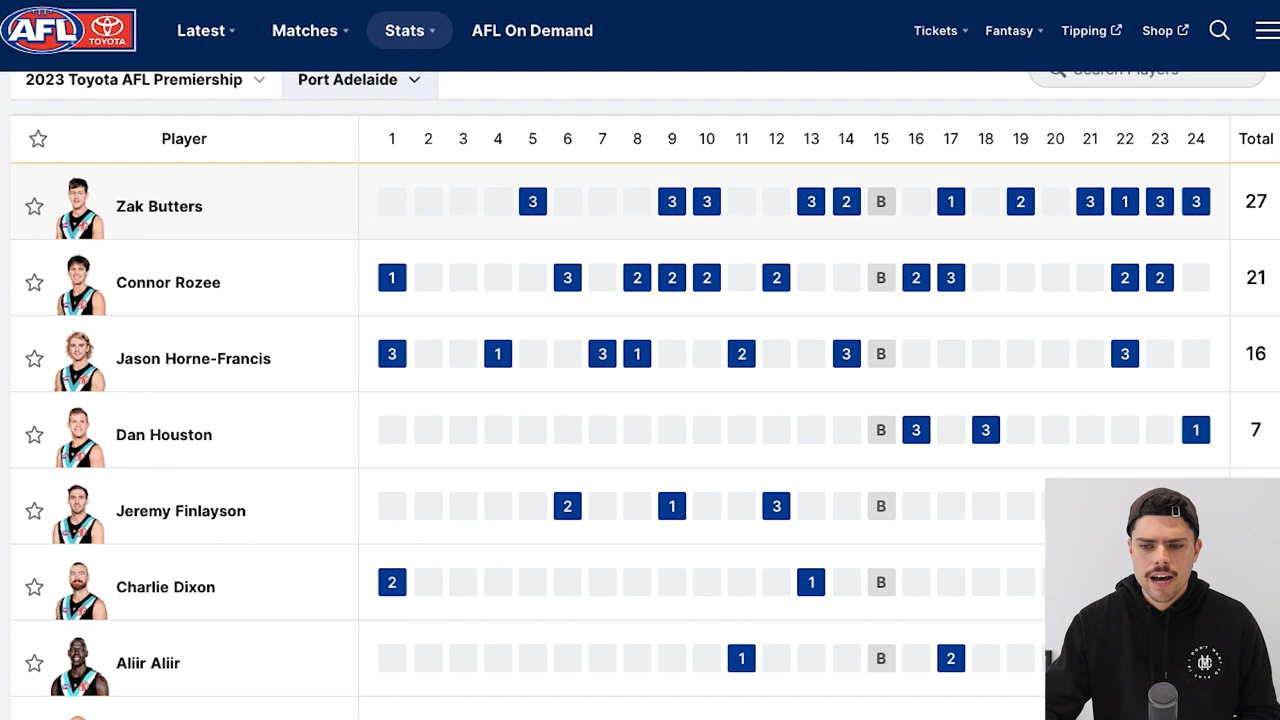 AFL TOYOTA Latest Matches Stats AFL On Demand Tickets Fantasy Tipping Shop
2023 Toyota AFL Premiership Port Adelaide Search Players
Player 1 2 3 4 5 6 7 8 9 10 11 12 13 14 15 16 17 18 19 20 21 22 23 24 Total
Zak Butters 3 3 3 3 2 B 1 2 3 1 3 3 27
Connor Rozee 1 3 2 2 2 2 B 2 3 2 2 21
Jason Horne-Francis 3 1 3 1 2 3 B 3 16
Dan Houston B 3 3 1 7
Jeremy Finlayson 2 1 3 B
Charlie Dixon 2 1 B
Aliir Aliir 1 B 2